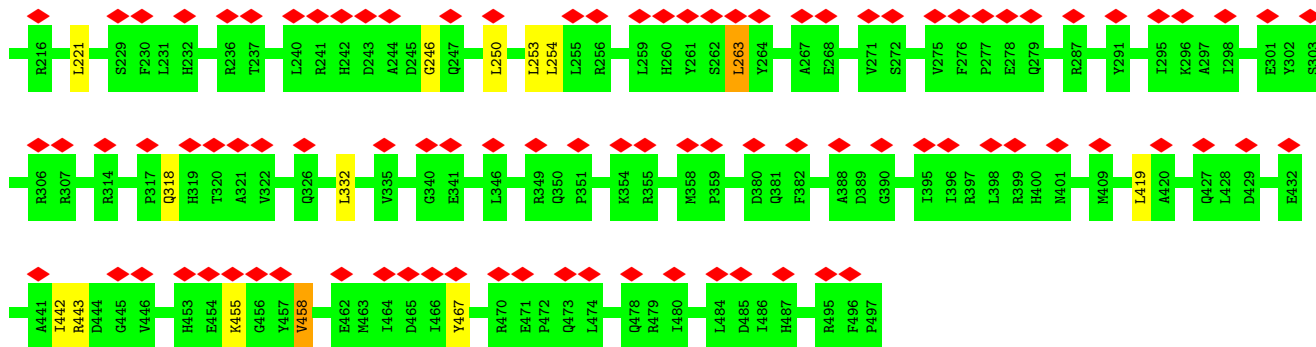 R216 L221 S229 F230 L231 H232 R236 T237 L240 R241 H242 D243 A244 D245 G246 Q247 L250 L253 L254 L255 R256 L259 H260 Y261 S262 L263 Y264 A267 E268 V271 S272 V275 F276 P277 E278 Q279 R287 Y291 I295 K296 A297 I298 E301 Y302 S303
R306 R307 R314 P317 Q318 H319 T320 A321 V322 Q326 L332 V335 G340 E341 L346 R349 Q350 P351 K354 R355 M358 P359 D380 Q381 F382 A388 D389 G390 I395 I396 R397 L398 R399 H400 N401 M409 L419 A420 Q427 L428 D429 E432
A441 I442 R443 D444 G445 V446 H453 E454 K455 G456 Y457 V458 E462 M463 I464 D465 I466 Y467 R470 E471 P472 Q473 L474 Q478 R479 I480 L484 D485 I486 H487 R495 F496 P497